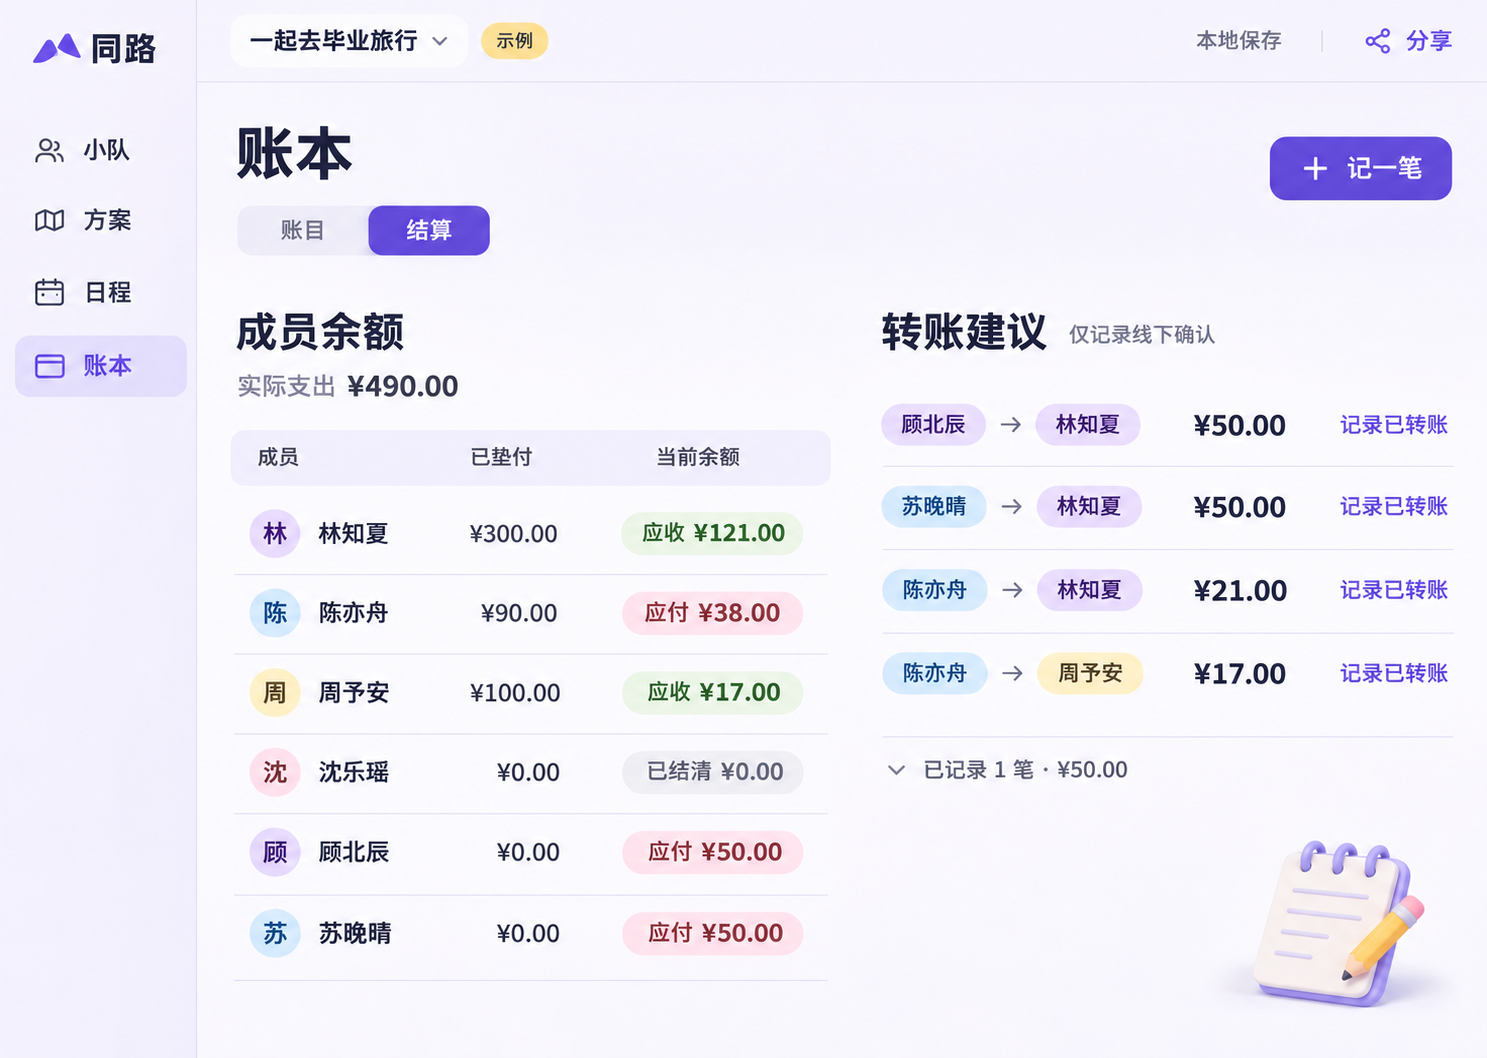 同路
一起去毕业旅行
示例
本地保存
分享
小队
方案
日程
账本
账本
记一笔
账目
结算
成员余额
实际支出 ¥490.00
成员 已垫付 当前余额
林 林知夏 ¥300.00 应收 ¥121.00
陈 陈亦舟 ¥90.00 应付 ¥38.00
周 周予安 ¥100.00 应收 ¥17.00
沈 沈乐瑶 ¥0.00 已结清 ¥0.00
顾 顾北辰 ¥0.00 应付 ¥50.00
苏 苏晚晴 ¥0.00 应付 ¥50.00
转账建议 仅记录线下确认
顾北辰 → 林知夏 ¥50.00 记录已转账
苏晚晴 → 林知夏 ¥50.00 记录已转账
陈亦舟 → 林知夏 ¥21.00 记录已转账
陈亦舟 → 周予安 ¥17.00 记录已转账
已记录 1 笔 · ¥50.00